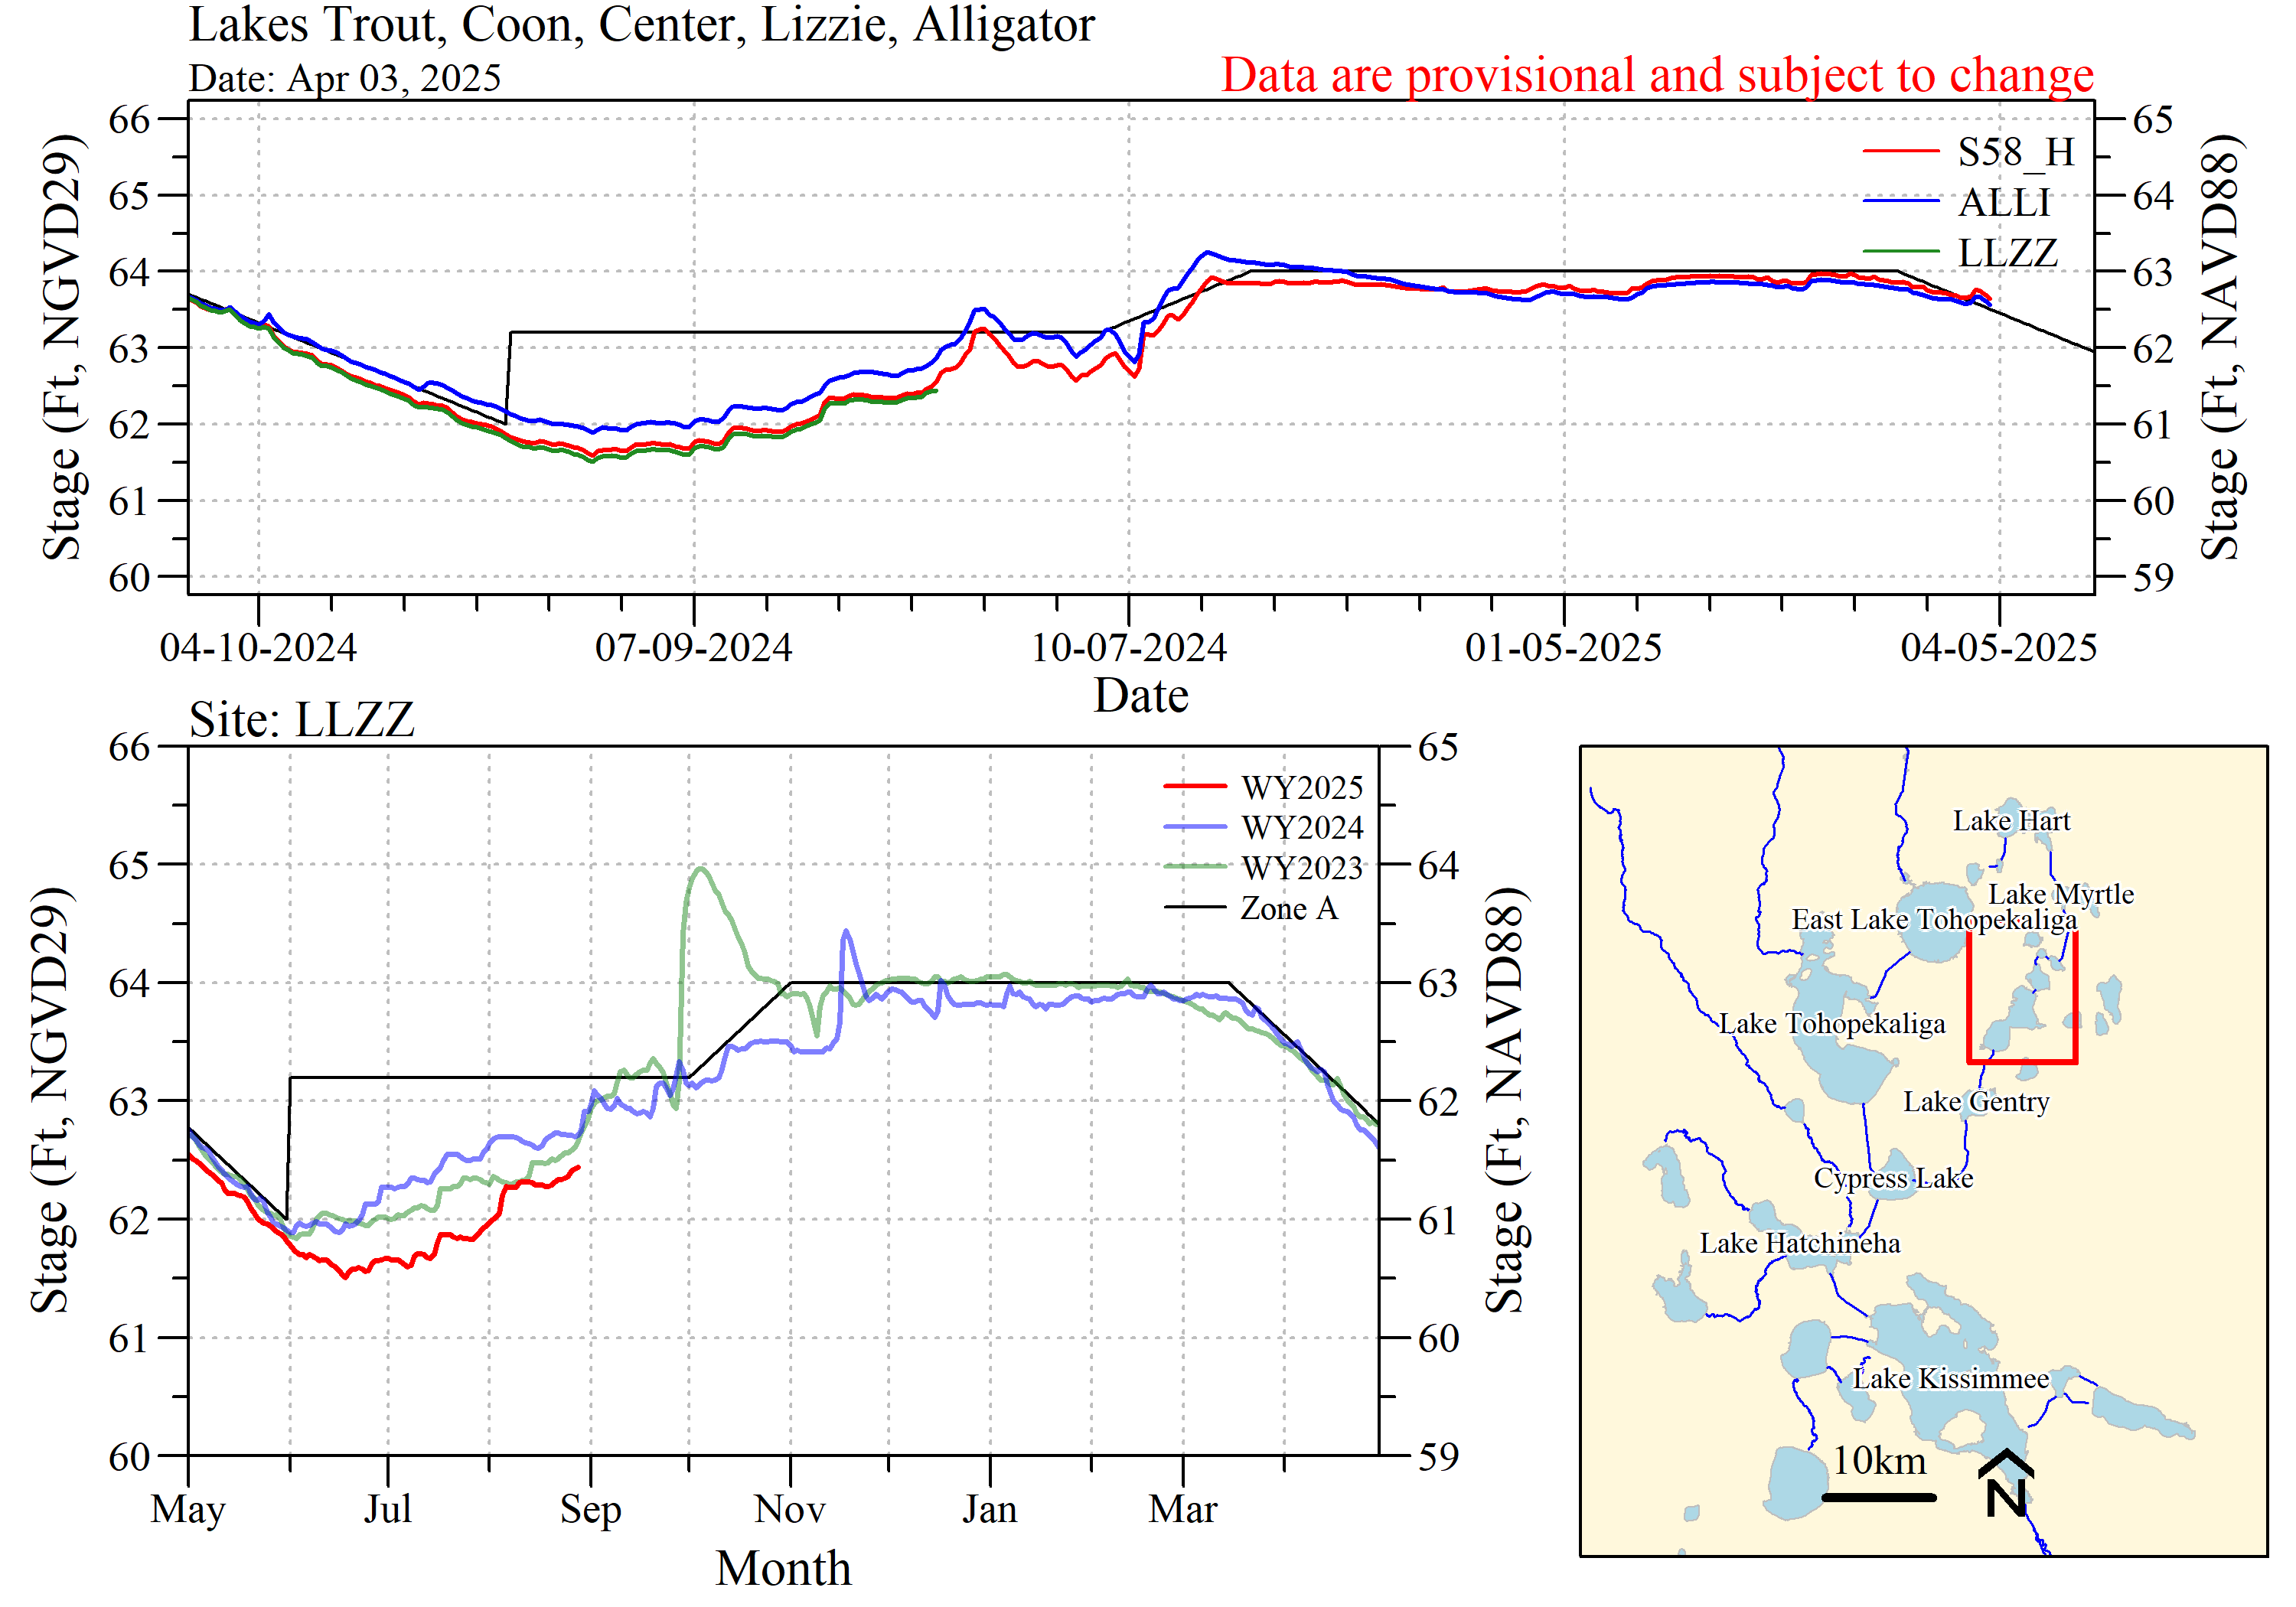 Lakes Trout, Coon, Center, Lizzie, Alligator
Date: Apr 03, 2025
Data are provisional and subject to change
Stage (Ft, NGVD29)
66
65
64
63
62
61
60
S58_H
ALLI
LLZZ
65
64
63
62
61
60
59
Stage (Ft, NAVD88)
04-10-2024 07-09-2024 10-07-2024 01-05-2025 04-05-2025
Date
Site: LLZZ
Stage (Ft, NGVD29)
66
65
64
63
62
61
60
WY2025
WY2024
WY2023
Zone A
65
64
63
62
61
60
59
Stage (Ft, NAVD88)
May Jul Sep Nov Jan Mar
Month
Lake Hart
Lake Myrtle
East Lake Tohopekaliga
Lake Tohopekaliga
Lake Gentry
Cypress Lake
Lake Hatchineha
Lake Kissimmee
10km
N